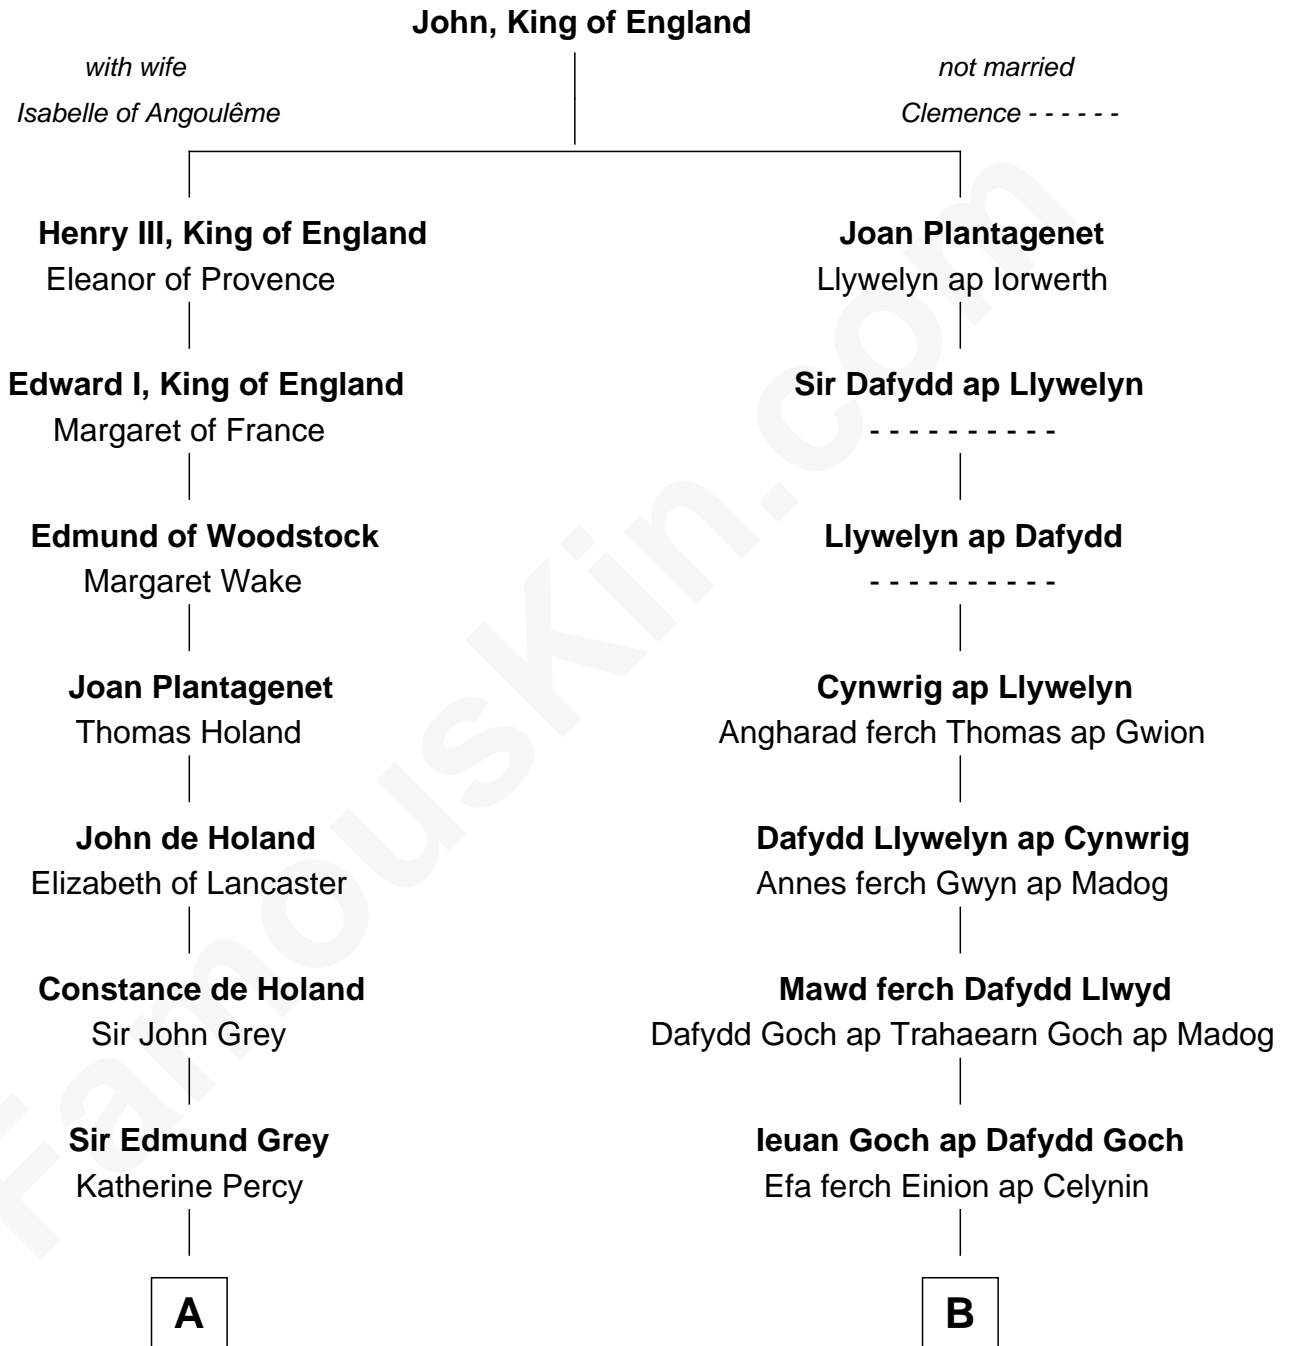 John, King of England
with wife
Isabelle of Angoulême
not married
Clemence - - - - - -
Henry III, King of England
Eleanor of Provence
Joan Plantagenet
Llywelyn ap Iorwerth
Edward I, King of England
Margaret of France
Sir Dafydd ap Llywelyn
- - - - - - - - - -
Edmund of Woodstock
Margaret Wake
Llywelyn ap Dafydd
- - - - - - - - - -
Joan Plantagenet
Thomas Holand
Cynwrig ap Llywelyn
Angharad ferch Thomas ap Gwion
John de Holand
Elizabeth of Lancaster
Dafydd Llywelyn ap Cynwrig
Annes ferch Gwyn ap Madog
Constance de Holand
Sir John Grey
Mawd ferch Dafydd Llwyd
Dafydd Goch ap Trahaearn Goch ap Madog
Sir Edmund Grey
Katherine Percy
Ieuan Goch ap Dafydd Goch
Efa ferch Einion ap Celynin
A
B
FamousKin.com